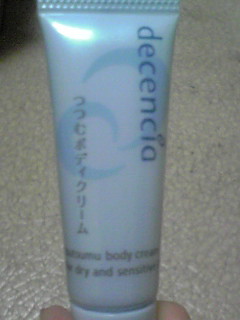 decencia
つつむボディクリーム
tsutsumu body cream
dry and sensitive